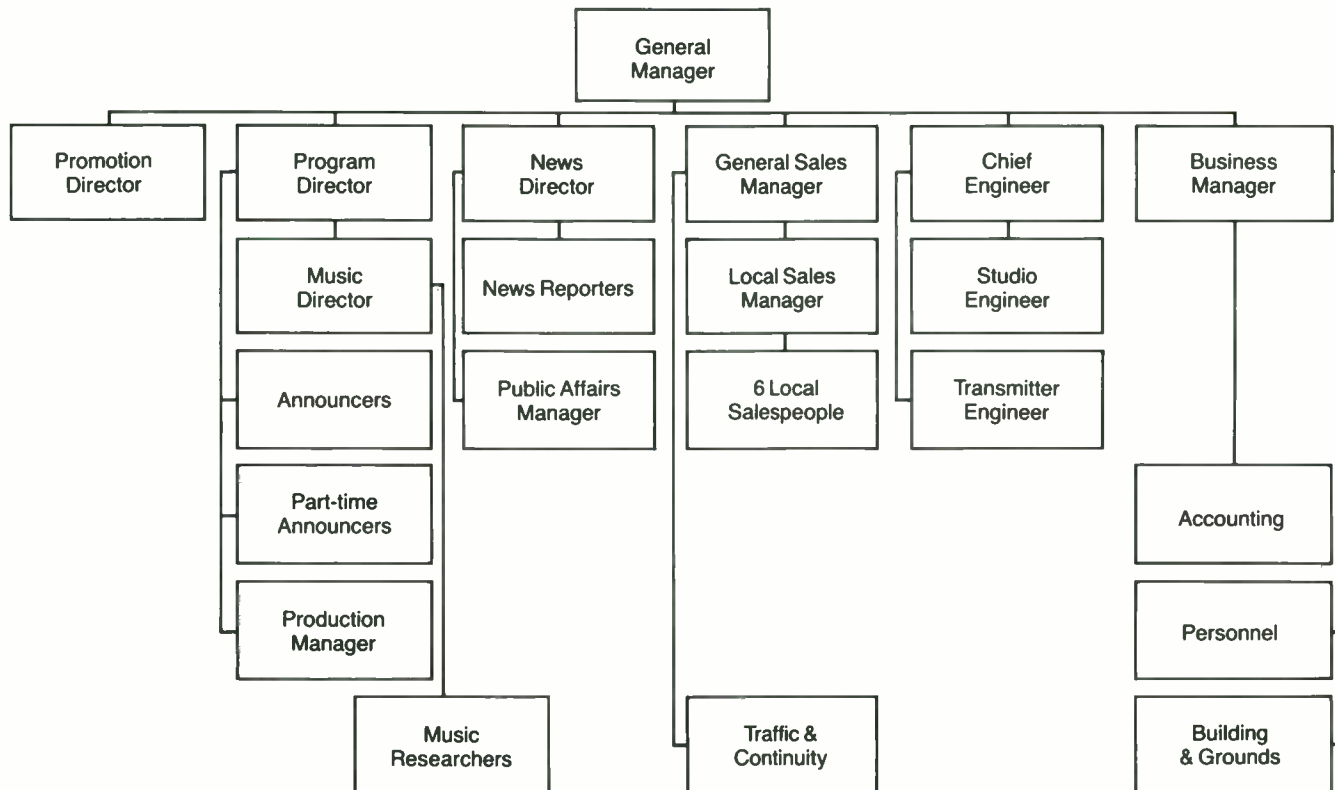 General
Manager
Promotion
Director
Program
Director
News
Director
General Sales
Manager
Chief
Engineer
Business
Manager
Music
Director
News Reporters
Local Sales
Manager
Studio
Engineer
Announcers
Public Affairs
Manager
6 Local
Salespeople
Transmitter
Engineer
Part-time
Announcers
Accounting
Production
Manager
Personnel
Music
Researchers
Traffic &
Continuity
Building
& Grounds